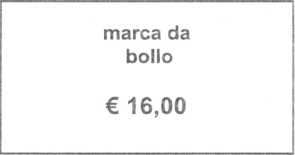 marca da
bollo
€ 16,00